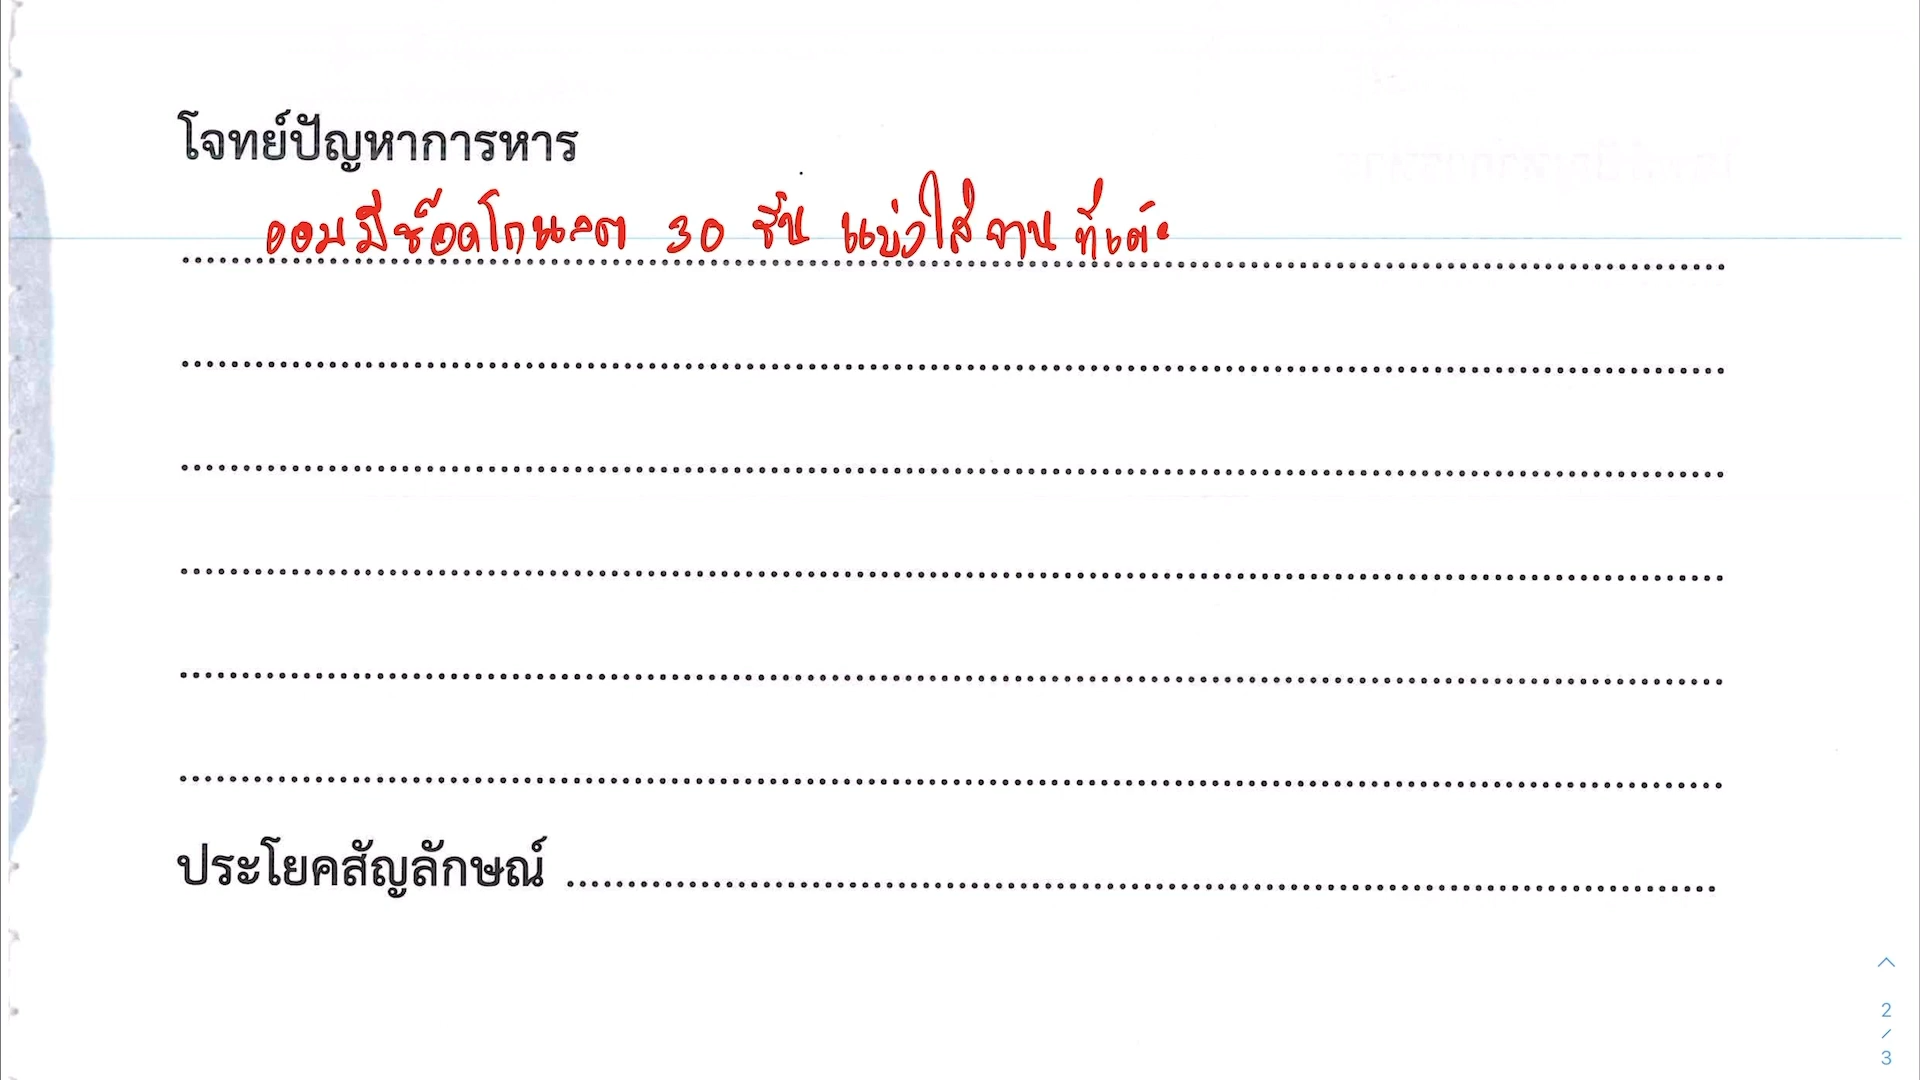 โจทย์ปัญหาการหาร
ออมมีช็อคโกแลต 30 ชิ้น แบ่งใส่จาน
ประโยคสัญลักษณ์
2
/
3